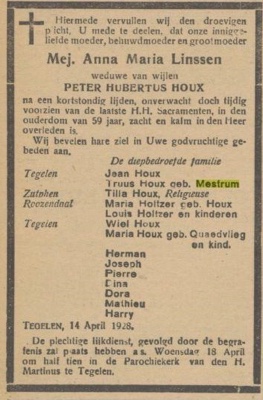 Hiermede vervullen wij den droevigen
plicht, U mede te deelen, dat onze innigge-
liefde moeder, behuwdmoeder en grootmoeder
Mej. Anna Maria Linssen
weduwe van wijlen
PETER HUBERTUS HOUX
na een kortstondig lijden, onverwacht doch tijdig
voorzien van de laatste H.H. Sacramenten, in
den ouderdom van 59 jaar, zacht en kalm in den Heer
overleden is.
Wij bevelen hare ziel in Uwe godvruchtige ge-
beden aan.
De diepbedroefde familie
Tegelen Jean Houx
Truus Houx geb. Mestrum
Zutphen Tilla Houx, Religieuse
Roozendaal Maria Holtzer geb. Houx
Louis Holtzer en kinderen
Tegelen Wiel Houx
Maria Houx geb. Quaedvlieg
en kind.
Herman
Joseph
Pierre
Dina
Dora
Mathieu
Harry
TEGELEN, 14 April 1928.
De plechtige lijkdienst, gevolgd door de begra-
fenis zal plaats hebben a.s. Woensdag 18 April
om half tien in de Parochiekerk van den H.
Martinus te Tegelen.